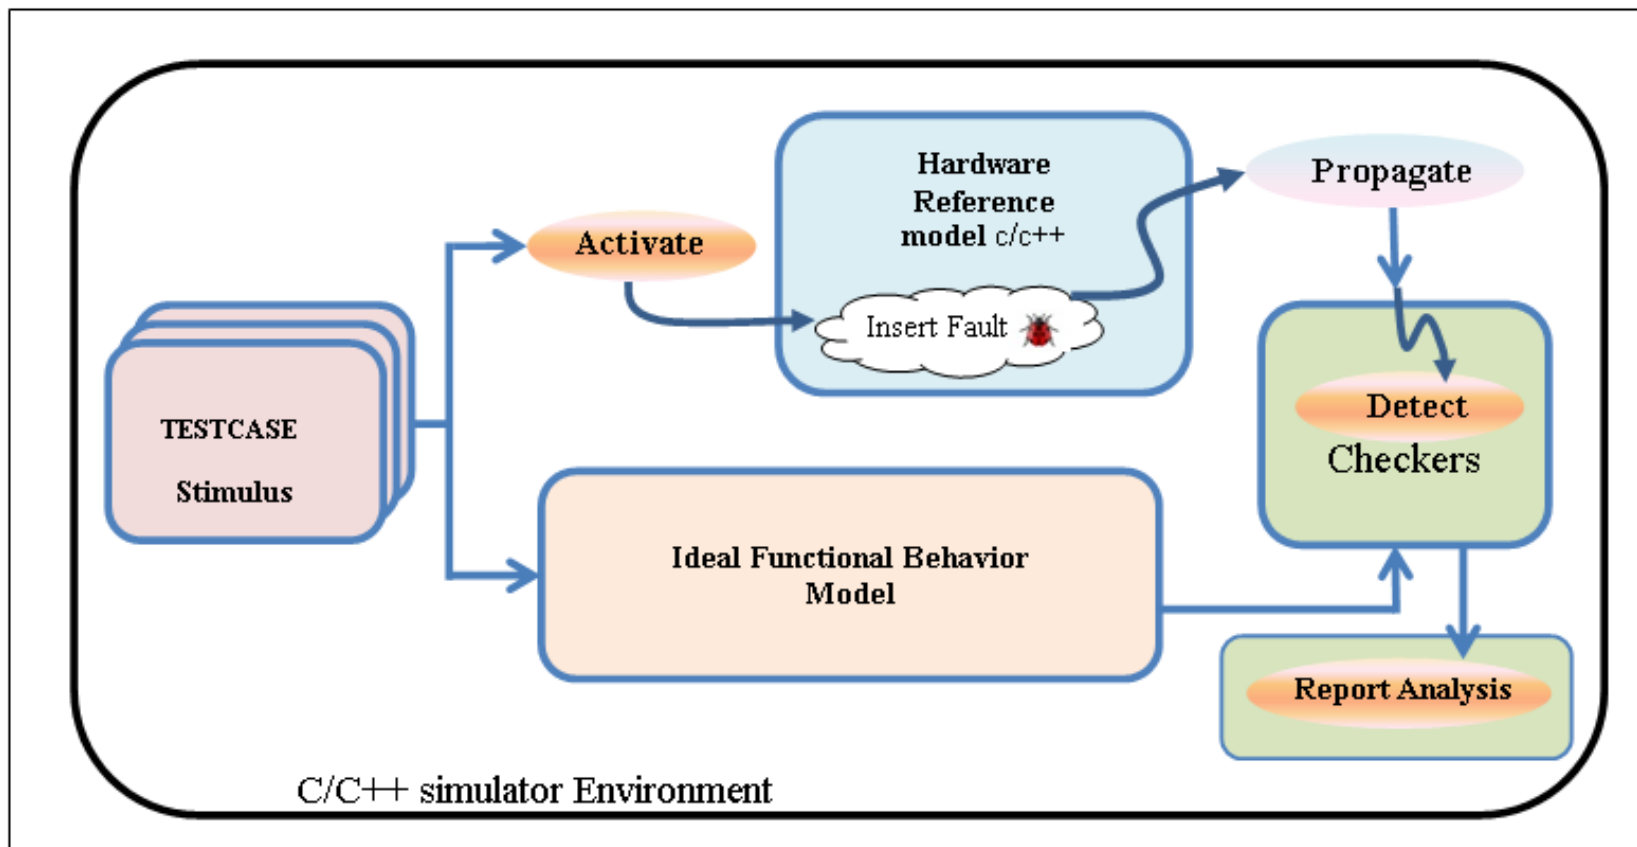 Hardware
Reference
model c/c++
Propagate
Activate
Insert Fault
TESTCASE
Stimulus
Detect
Checkers
Ideal Functional Behavior
Model
Report Analysis
C/C++ simulator Environment